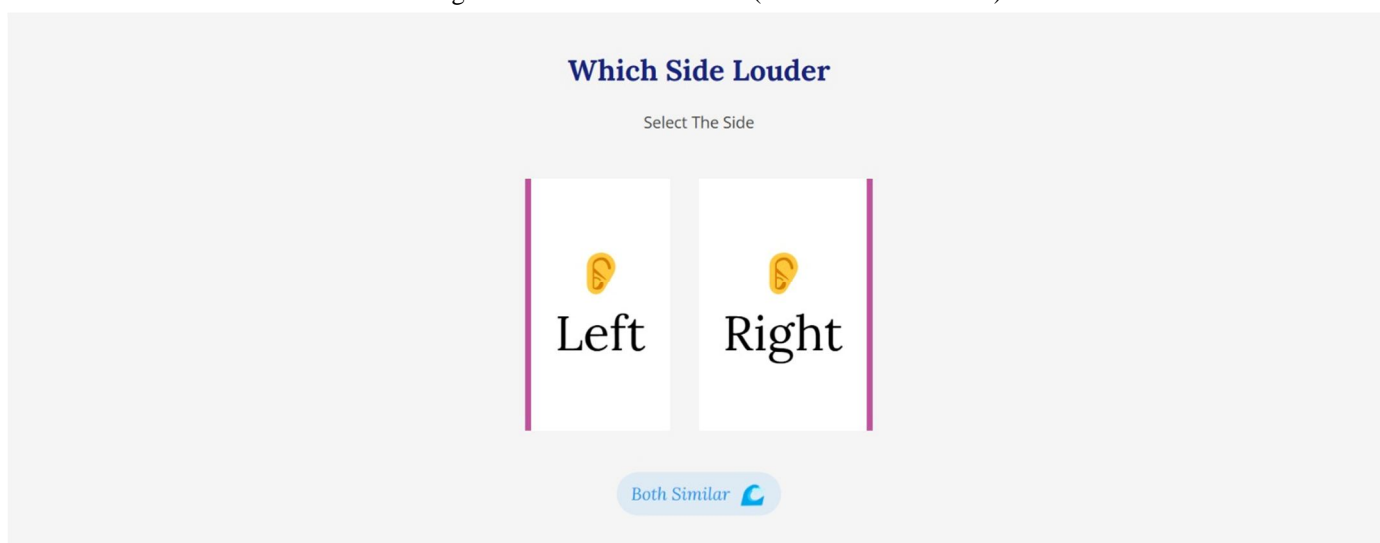 Which Side Louder
Select The Side
Left
Right
Both Similar